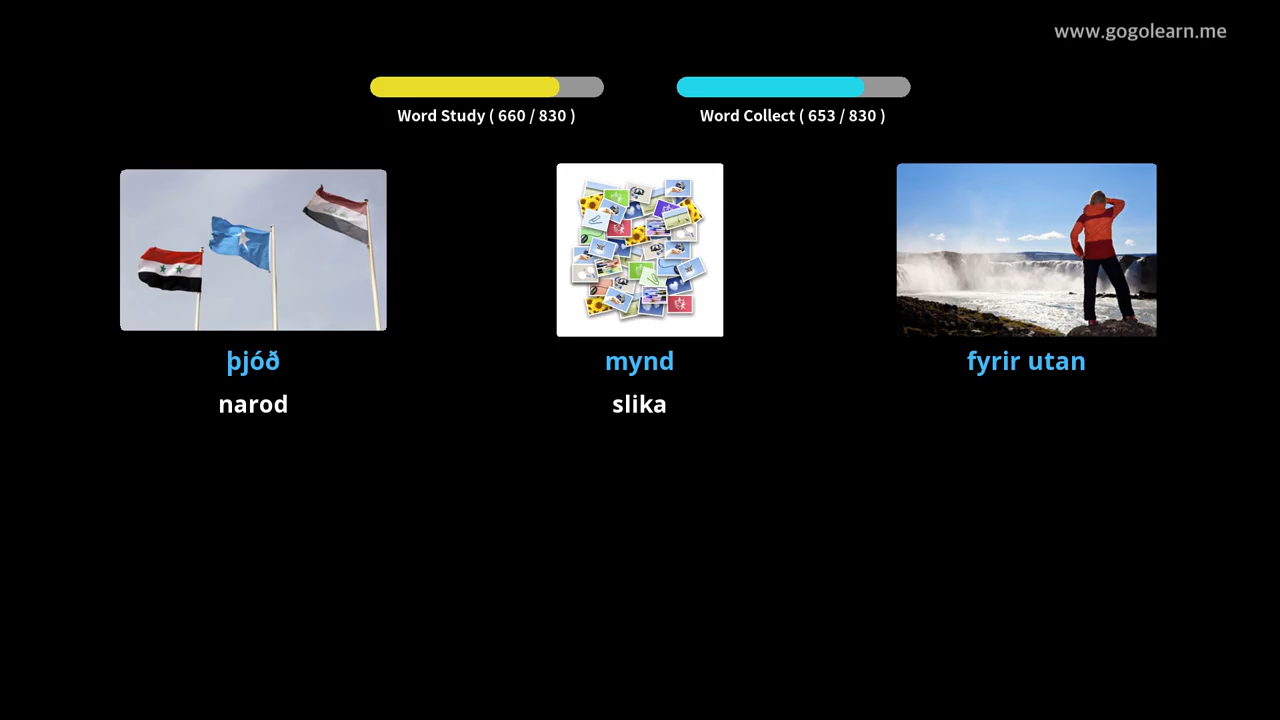 www.gogolearn.me
Word Study ( 660 / 830 )
Word Collect ( 653 / 830 )
þjóð
mynd
fyrir utan
narod
slika